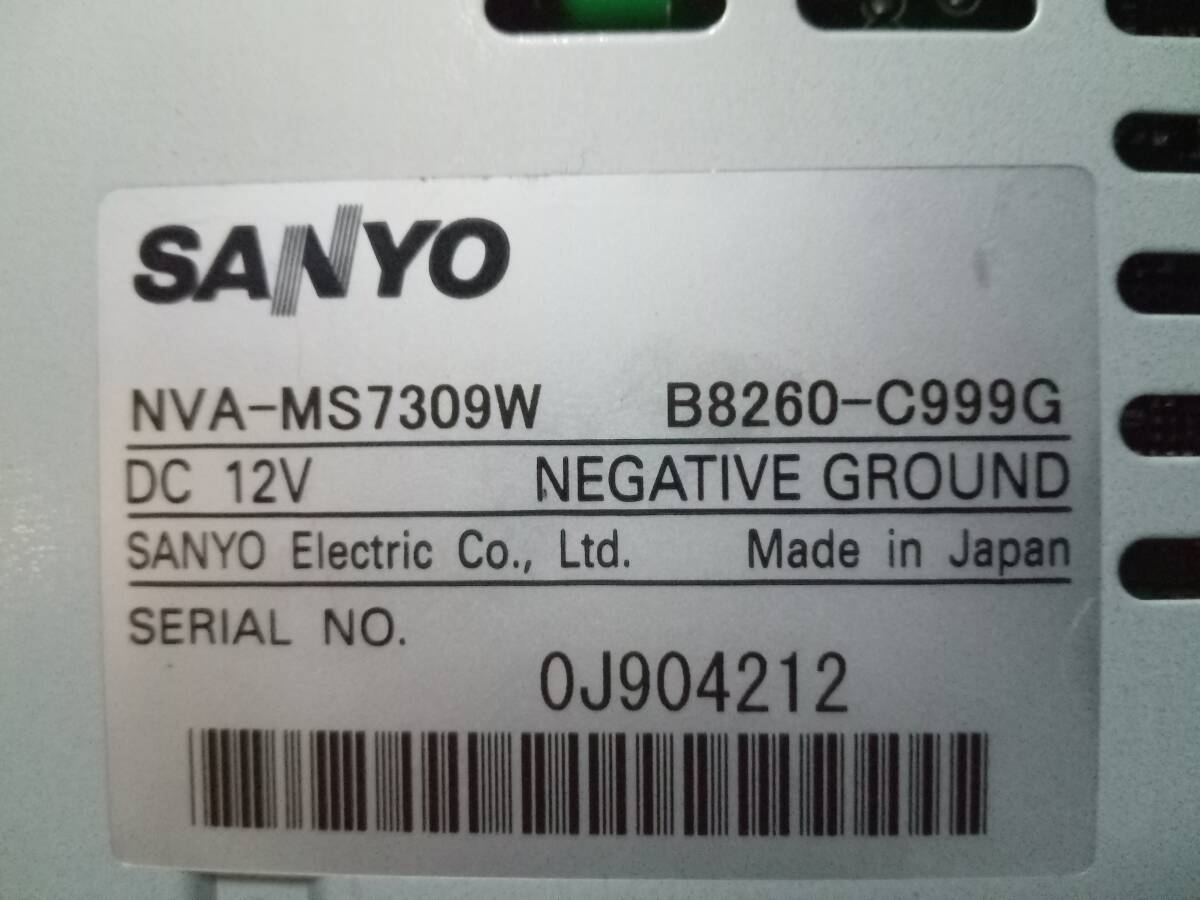 SANYO
NVA-MS7309W B8260-C999G
DC 12V NEGATIVE GROUND
SANYO Electric Co., Ltd. Made in Japan
SERIAL NO.
0J904212